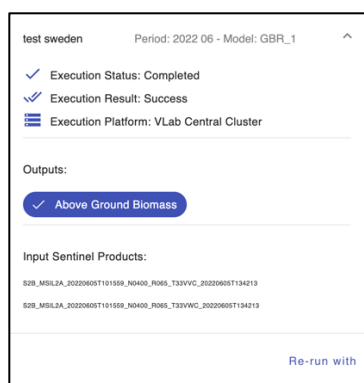 test sweden Period: 2022 06 - Model: GBR_1
Execution Status: Completed
Execution Result: Success
Execution Platform: VLab Central Cluster
Outputs:
Above Ground Biomass
Input Sentinel Products:
S2B_MSIL2A_20220605T101559_N0400_R065_T33VVC_20220605T134213
S2B_MSIL2A_20220605T101559_N0400_R065_T33VWC_20220605T134213
Re-run with